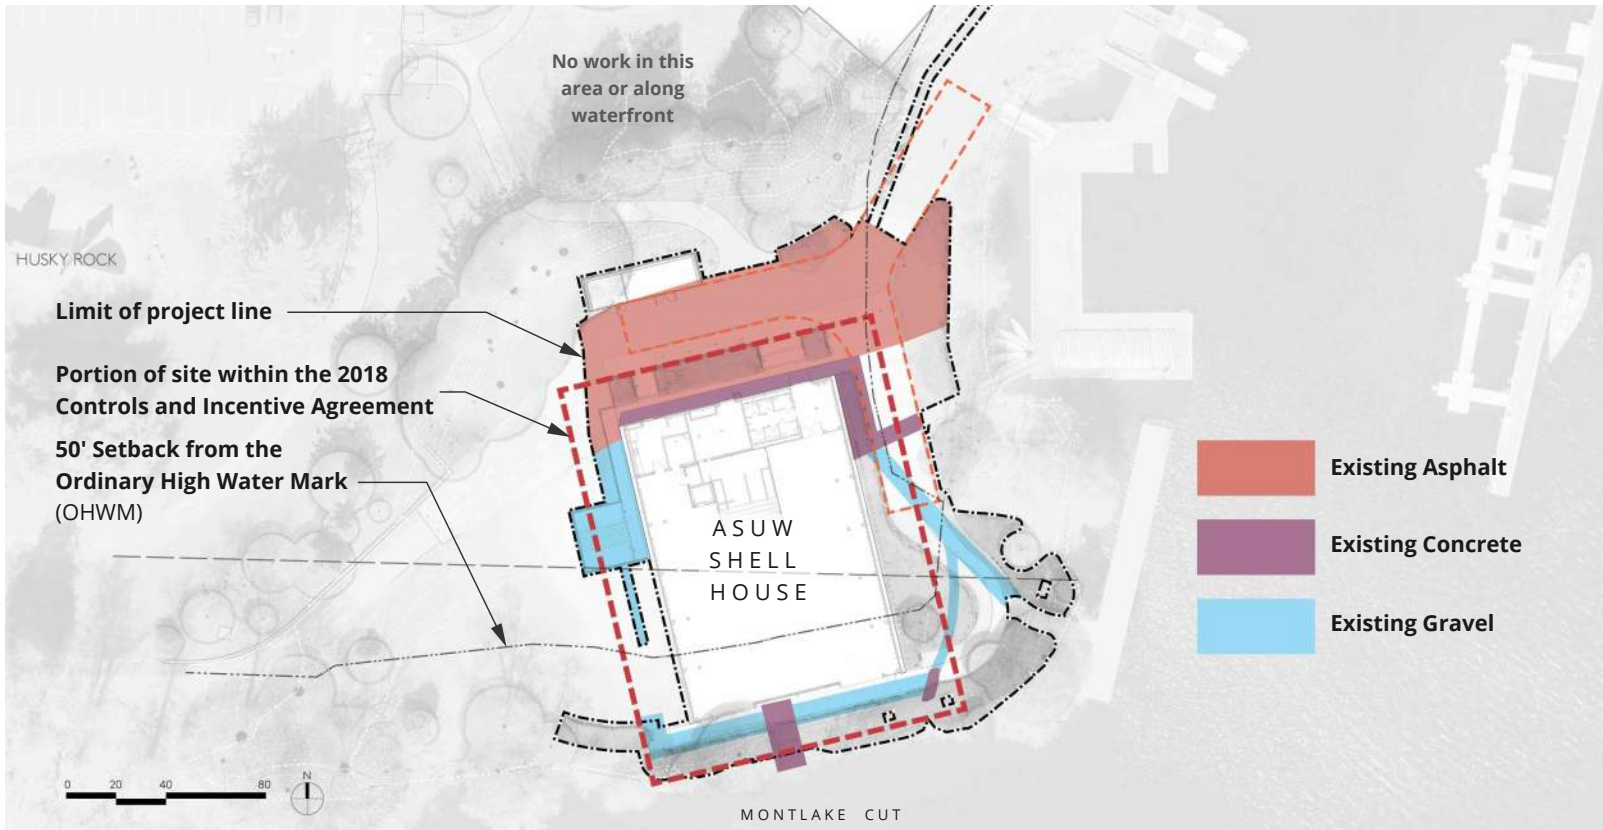 No work in this
area or along
waterfront
HUSKY ROCK
Limit of project line
Portion of site within the 2018
Controls and Incentive Agreement
50' Setback from the
Ordinary High Water Mark
(OHWM)
ASUW
SHELL
HOUSE
Existing Asphalt
Existing Concrete
Existing Gravel
0 20 40 80
N
MONTLAKE CUT